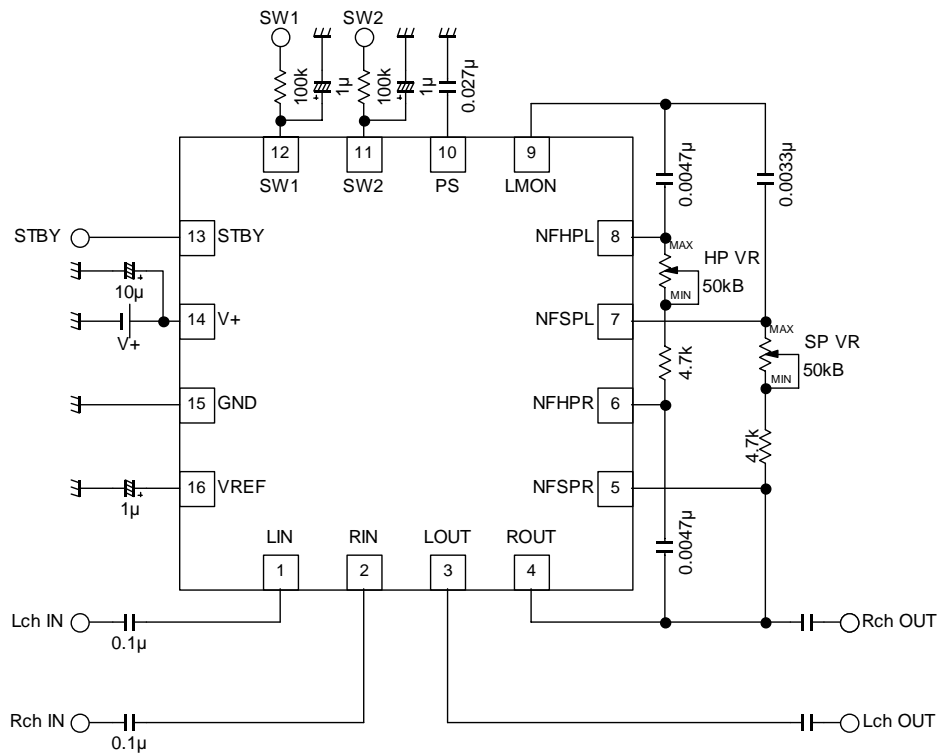 SW1 SW2
100k 1µ 100k 1µ 0.027µ
+ +
12 11 10 9
SW1 SW2 PS LMON
0.0047µ 0.0033µ
STBY 13 STBY NFHPL 8
MAX HP VR
MIN 50kB
10µ +
V+ 14 V+ NFSPL 7
MAX SP VR
MIN 50kB
4.7k
15 GND NFHPR 6
4.7k
1µ + 16 VREF NFSPR 5
LIN RIN LOUT ROUT
1 2 3 4
0.0047µ
Lch IN 0.1µ Rch OUT
Rch IN 0.1µ Lch OUT